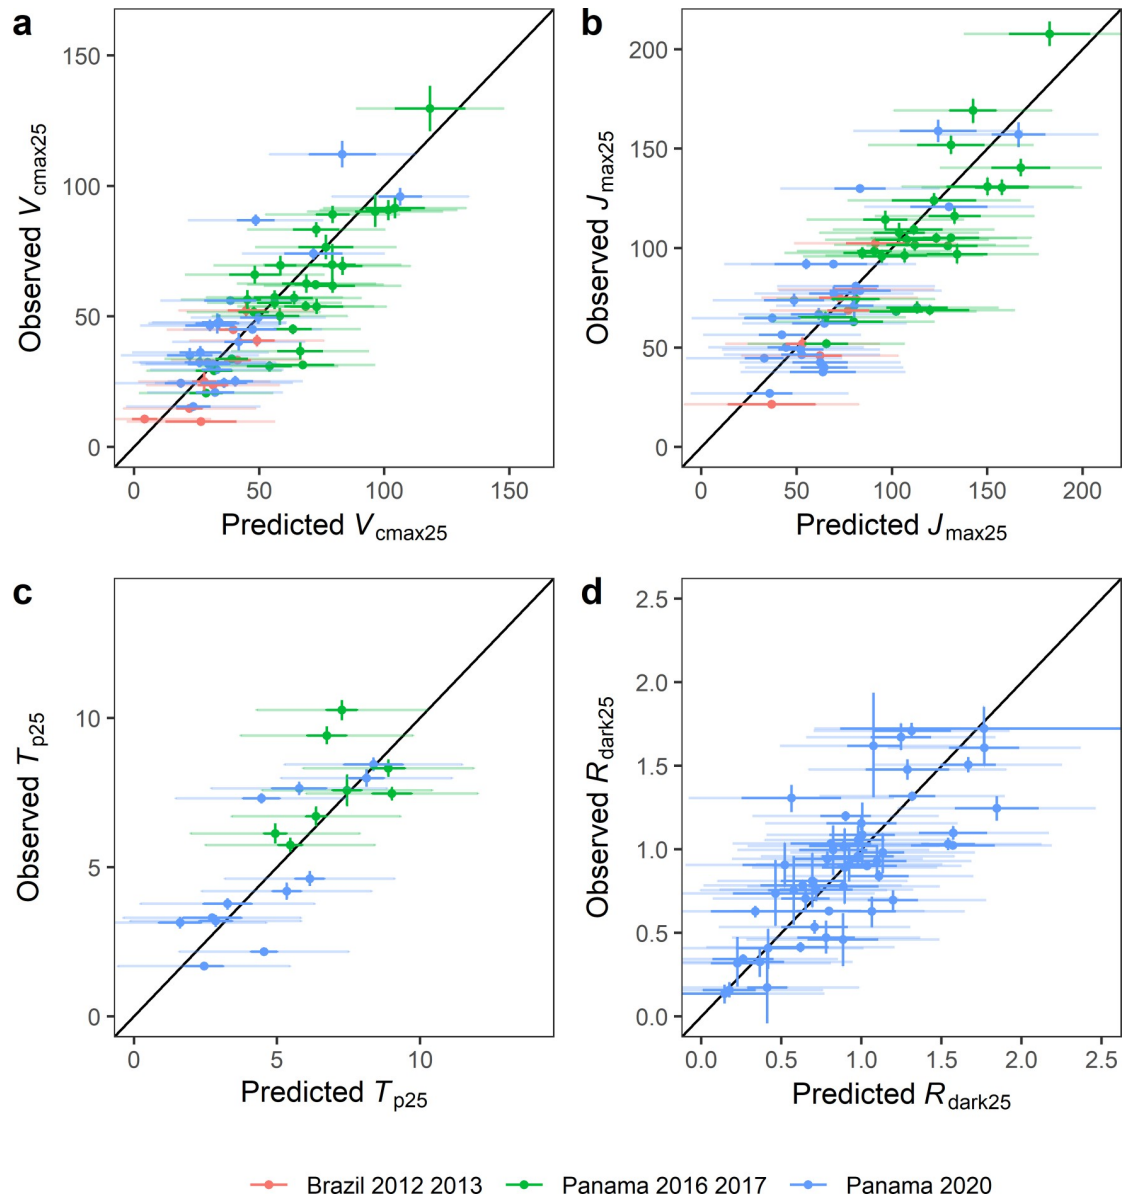 a
150
100
50
0
Observed Vcmax25
0 50 100 150
Predicted Vcmax25
b
200
150
100
50
0
Observed Jmax25
0 50 100 150 200
Predicted Jmax25
c
10
5
0
Observed Tp25
0 5 10
Predicted Tp25
d
2.5
2.0
1.5
1.0
0.5
0.0
Observed Rdark25
0.0 0.5 1.0 1.5 2.0 2.5
Predicted Rdark25
Brazil 2012 2013 Panama 2016 2017 Panama 2020